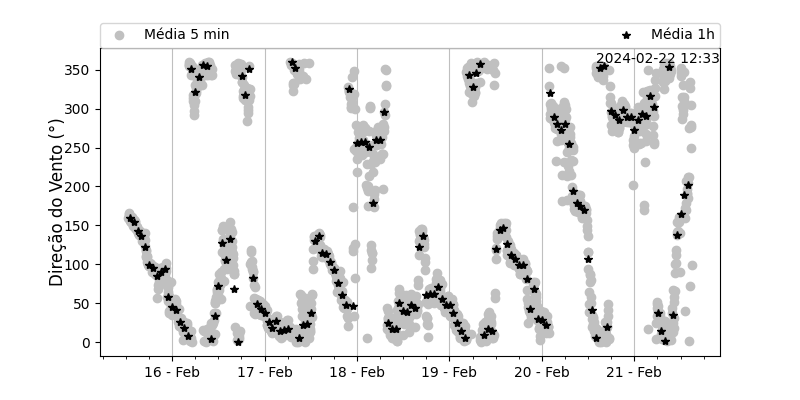 Média 5 min
Média 1h
2024-02-22 12:33
Direção do Vento (°)
350
300
250
200
150
100
50
0
16 - Feb
17 - Feb
18 - Feb
19 - Feb
20 - Feb
21 - Feb